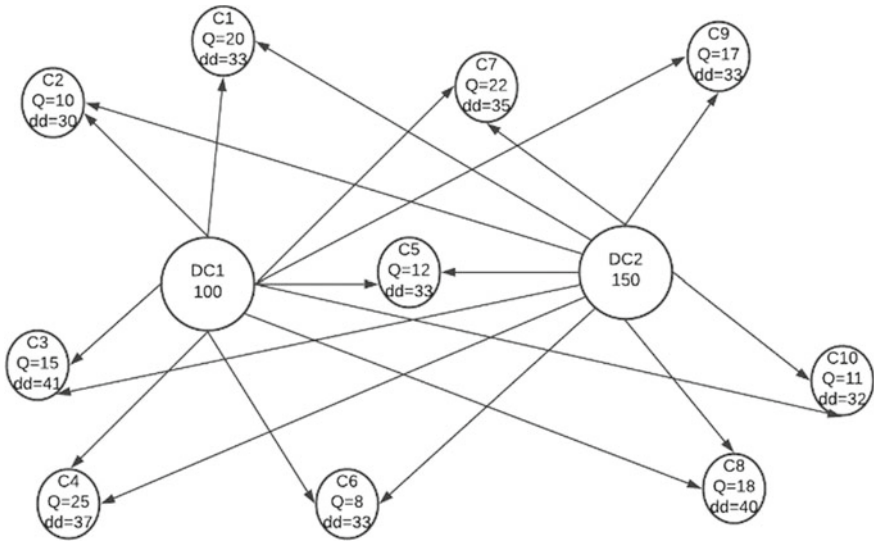 C1
Q=20
dd=33
C9
Q=17
dd=33
C7
Q=22
dd=35
C2
Q=10
dd=30
C5
Q=12
dd=33
DC1
100
DC2
150
C3
Q=15
dd=41
C10
Q=11
dd=32
C4
Q=25
dd=37
C6
Q=8
dd=33
C8
Q=18
dd=40